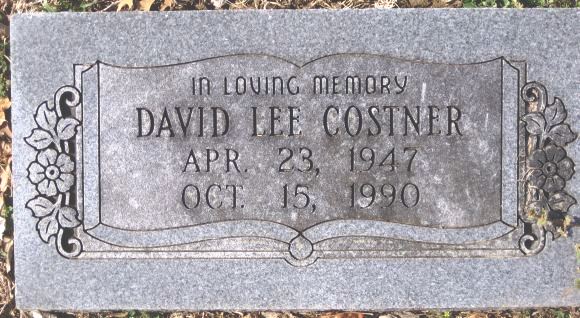 IN LOVING MEMORY
DAVID LEE COSTNER
APR. 23, 1947
OCT. 15, 1990